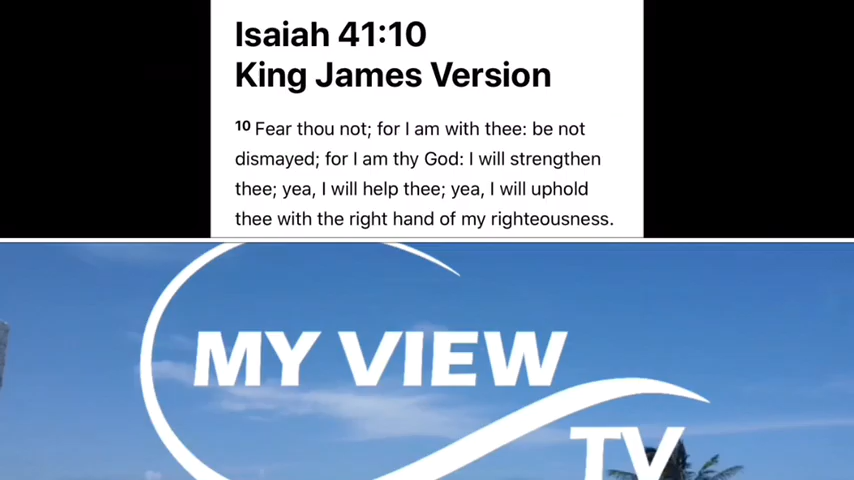 Isaiah 41:10
King James Version
10 Fear thou not; for I am with thee: be not
dismayed; for I am thy God: I will strengthen
thee; yea, I will help thee; yea, I will uphold
thee with the right hand of my righteousness.
MY VIEW
TV